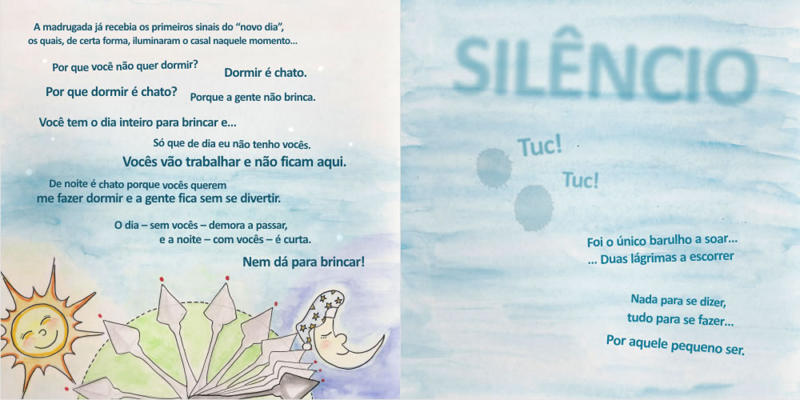 A madrugada já recebia os primeiros sinais do “novo dia”,
os quais, de certa forma, iluminaram o casal naquele momento...
Por que você não quer dormir?
Dormir é chato.
Por que dormir é chato?
Porque a gente não brinca.
Você tem o dia inteiro para brincar e...
Só que de dia eu não tenho vocês.
Vocês vão trabalhar e não ficam aqui.
De noite é chato porque vocês querem
me fazer dormir e a gente fica sem se divertir.
O dia – sem vocês – demora a passar,
e a noite – com vocês – é curta.
Nem dá para brincar!
SILÊNCIO
Tuc!
Tuc!
Foi o único barulho a soar...
... Duas lágrimas a escorrer
Nada para se dizer,
tudo para se fazer...
Por aquele pequeno ser.